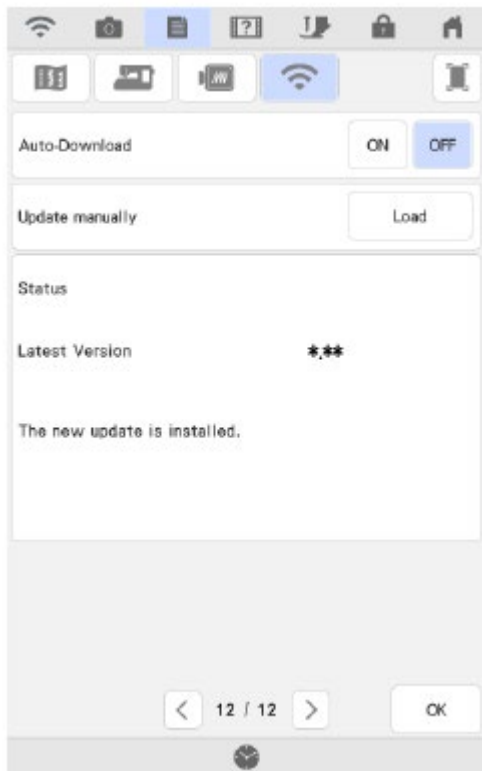 Auto-Download ON OFF
Update manually Load
Status
Latest Version *.**
The new update is installed.
12 / 12
OK